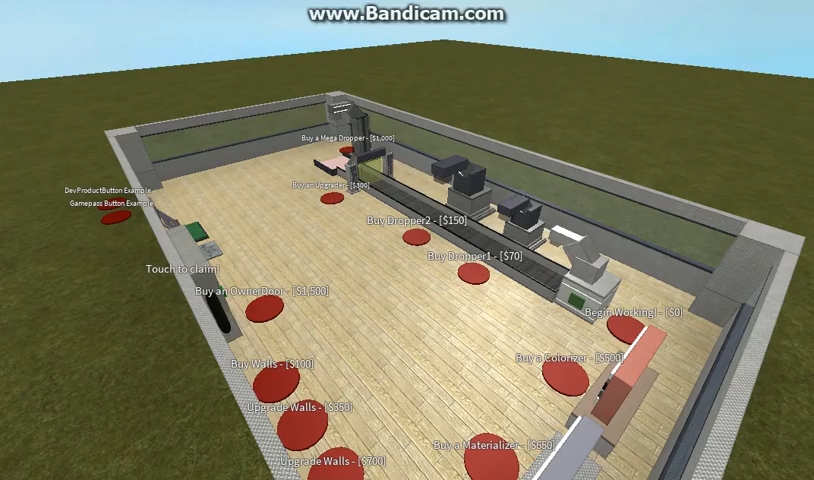 www.Bandicam.com
Buy a Mega Dropper - [$1,000]
Buy an Upgrader - [$300]
DevProductButton Example
Gamepass Button Example
Buy Dropper2 - [$150]
Buy Dropper1 - [$70]
Touch to claim!
Buy an OwnerDoor - [$1,500]
Begin Working! - [$0]
Buy Walls - [$100]
Buy a Colorizer - [$500]
Upgrade Walls - [$350]
Buy a Materializer - [$650]
Upgrade Walls - [$700]